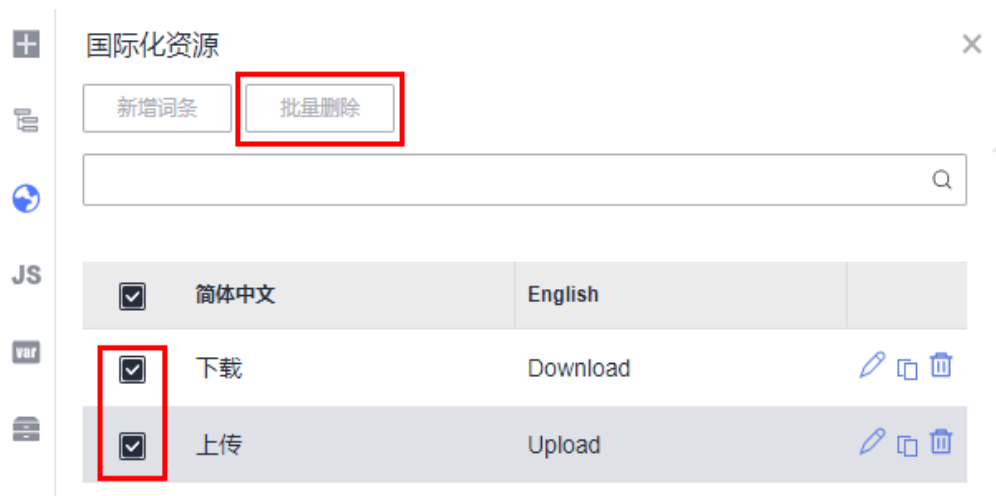 国际化资源
新增词条 批量删除
JS
var
简体中文 English
下载 Download
上传 Upload